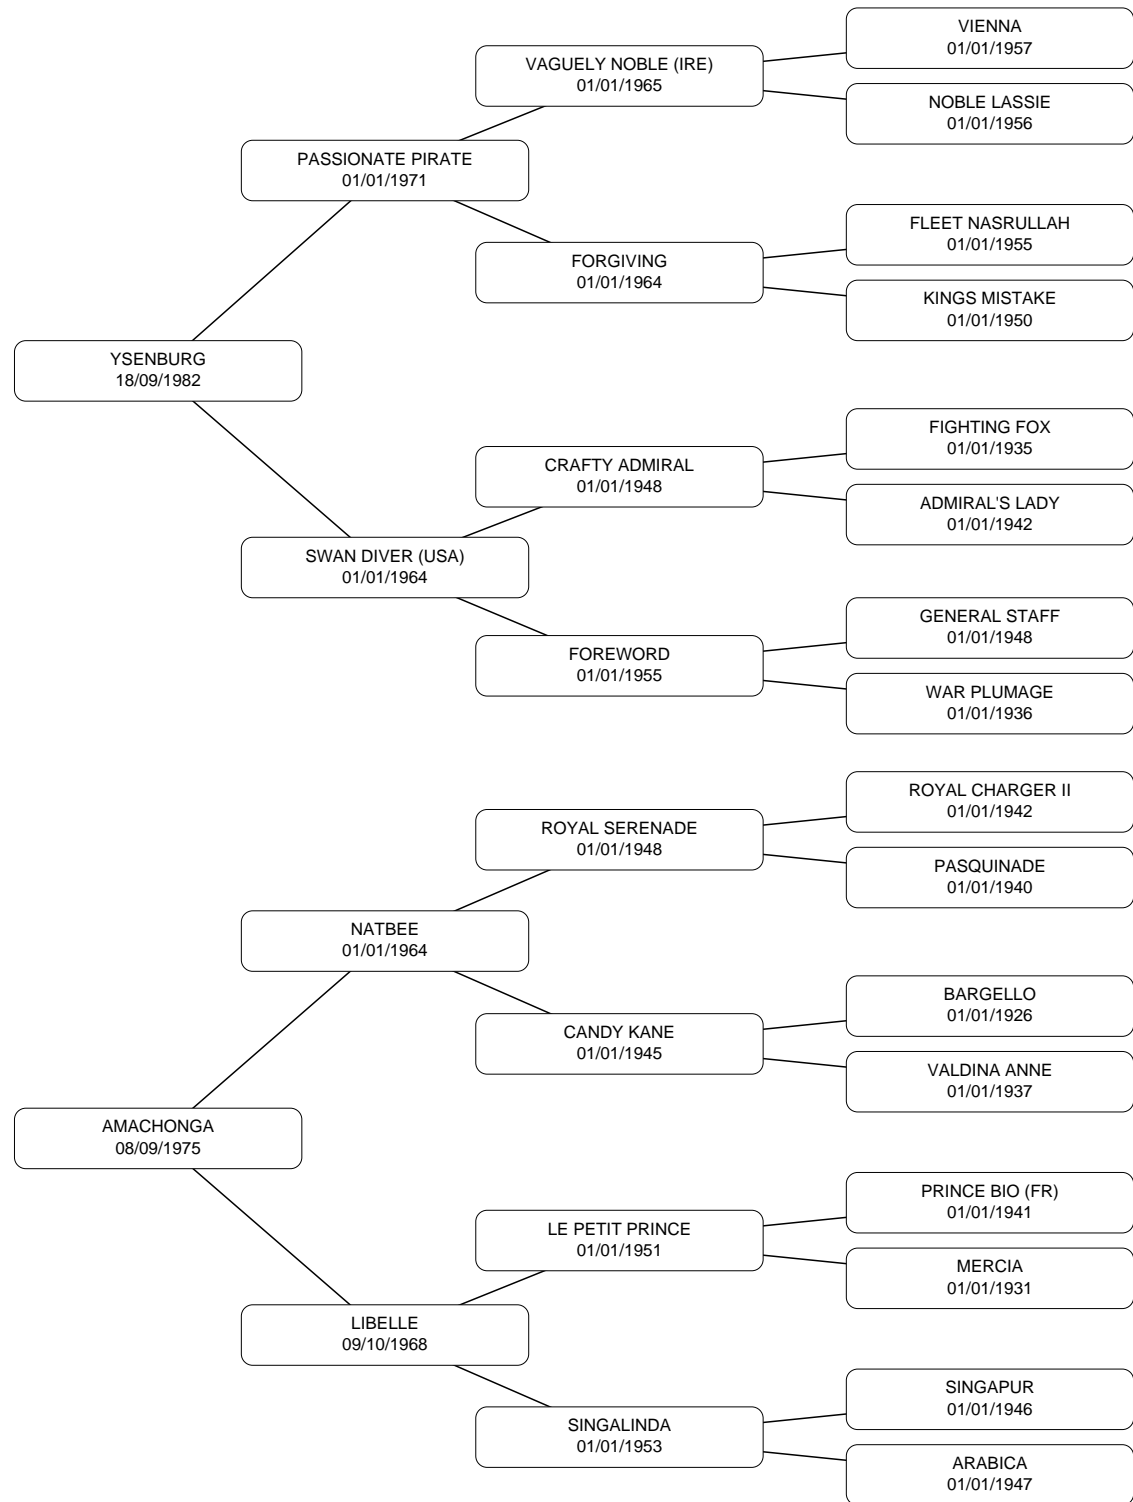 VIENNA
01/01/1957
VAGUELY NOBLE (IRE)
01/01/1965
NOBLE LASSIE
01/01/1956
PASSIONATE PIRATE
01/01/1971
FLEET NASRULLAH
01/01/1955
FORGIVING
01/01/1964
KINGS MISTAKE
01/01/1950
YSENBURG
18/09/1982
FIGHTING FOX
01/01/1935
CRAFTY ADMIRAL
01/01/1948
ADMIRAL'S LADY
01/01/1942
SWAN DIVER (USA)
01/01/1964
GENERAL STAFF
01/01/1948
FOREWORD
01/01/1955
WAR PLUMAGE
01/01/1936
ROYAL CHARGER II
01/01/1942
ROYAL SERENADE
01/01/1948
PASQUINADE
01/01/1940
NATBEE
01/01/1964
BARGELLO
01/01/1926
CANDY KANE
01/01/1945
VALDINA ANNE
01/01/1937
AMACHONGA
08/09/1975
PRINCE BIO (FR)
01/01/1941
LE PETIT PRINCE
01/01/1951
MERCIA
01/01/1931
LIBELLE
09/10/1968
SINGAPUR
01/01/1946
SINGALINDA
01/01/1953
ARABICA
01/01/1947